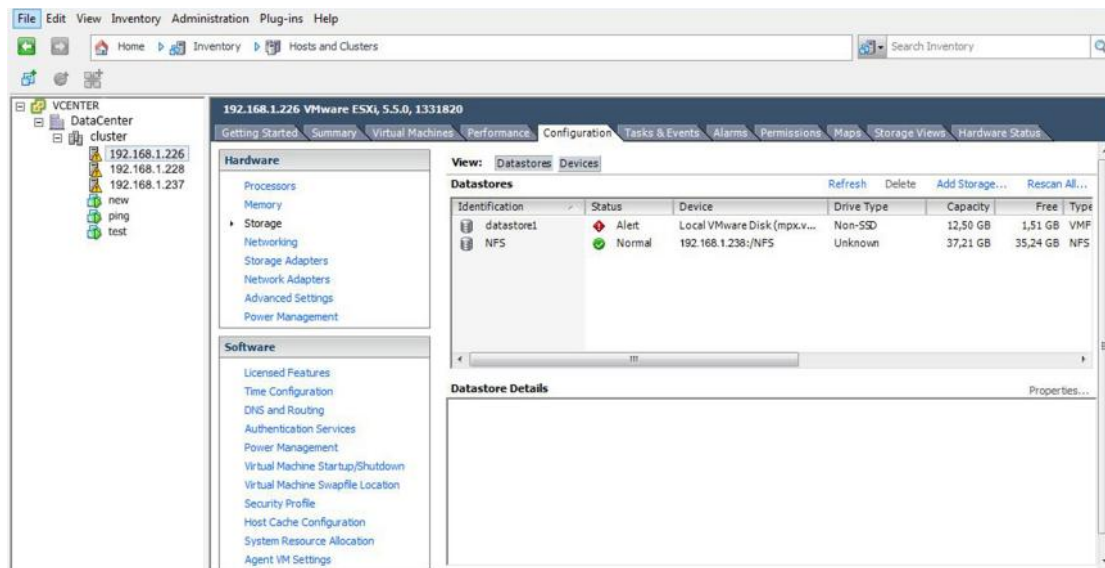 File Edit View Inventory Administration Plug-ins Help
Home Inventory Hosts and Clusters Search Inventory
VCENTER
DataCenter
cluster
192.168.1.226
192.168.1.228
192.168.1.237
new
ping
test
192.168.1.226 VMware ESXi, 5.5.0, 1331820
Getting Started Summary Virtual Machines Performance Configuration Tasks & Events Alarms Permissions Maps Storage Views Hardware Status
Hardware
Processors
Memory
Storage
Networking
Storage Adapters
Network Adapters
Advanced Settings
Power Management
Software
Licensed Features
Time Configuration
DNS and Routing
Authentication Services
Power Management
Virtual Machine Startup/Shutdown
Virtual Machine Swapfile Location
Security Profile
Host Cache Configuration
System Resource Allocation
Agent VM Settings
View: Datastores Devices
Datastores Refresh Delete Add Storage... Rescan All...
Identification Status Device Drive Type Capacity Free Type
datastore1 Alert Local VMware Disk (mpx.v... Non-SSD 12,50 GB 1,51 GB VMF
NFS Normal 192.168.1.238:/NFS Unknown 37,21 GB 35,24 GB NFS
Datastore Details Properties...